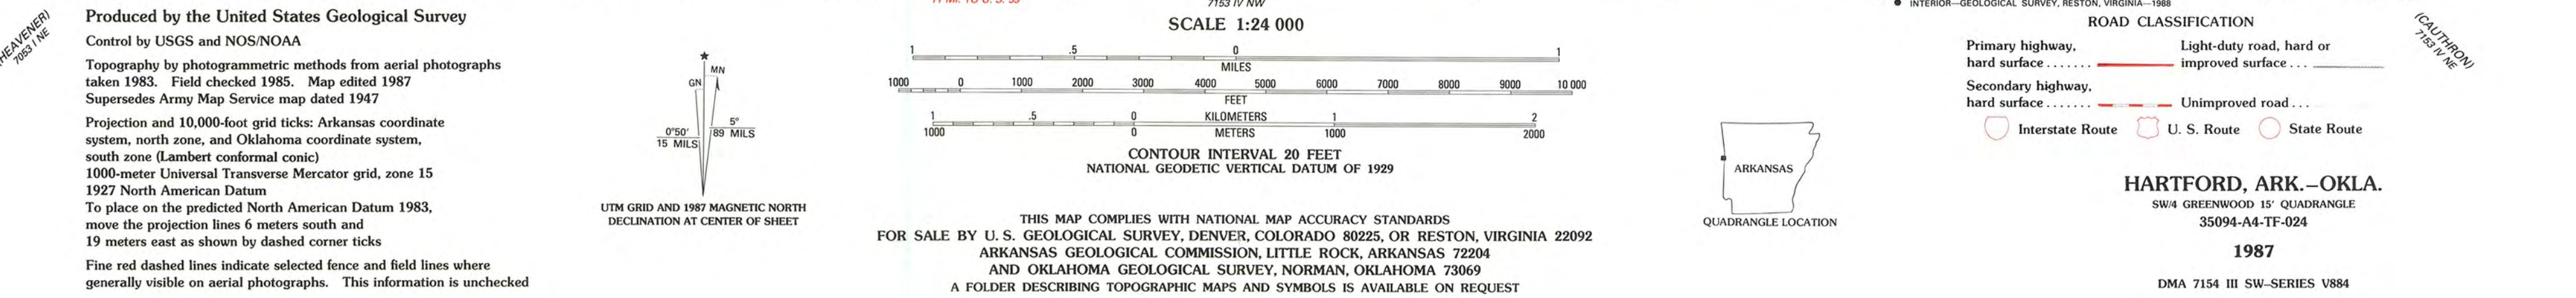 (HEAVENER)
7053 I NE
Produced by the United States Geological Survey
Control by USGS and NOS/NOAA
Topography by photogrammetric methods from aerial photographs
taken 1983. Field checked 1985. Map edited 1987
Supersedes Army Map Service map dated 1947
Projection and 10,000-foot grid ticks: Arkansas coordinate
system, north zone, and Oklahoma coordinate system,
south zone (Lambert conformal conic)
1000-meter Universal Transverse Mercator grid, zone 15
1927 North American Datum
To place on the predicted North American Datum 1983,
move the projection lines 6 meters south and
19 meters east as shown by dashed corner ticks
Fine red dashed lines indicate selected fence and field lines where
generally visible on aerial photographs. This information is unchecked
MN
GN
0°50′
15 MILS
5°
89 MILS
UTM GRID AND 1987 MAGNETIC NORTH
DECLINATION AT CENTER OF SHEET
7153 IV NW
SCALE 1:24 000
1 .5 0 1
MILES
1000 0 1000 2000 3000 4000 5000 6000 7000 8000 9000 10 000
FEET
1 .5 0 KILOMETERS 1 2
1000 0 METERS 1000 2000
CONTOUR INTERVAL 20 FEET
NATIONAL GEODETIC VERTICAL DATUM OF 1929
THIS MAP COMPLIES WITH NATIONAL MAP ACCURACY STANDARDS
FOR SALE BY U. S. GEOLOGICAL SURVEY, DENVER, COLORADO 80225, OR RESTON, VIRGINIA 22092
ARKANSAS GEOLOGICAL COMMISSION, LITTLE ROCK, ARKANSAS 72204
AND OKLAHOMA GEOLOGICAL SURVEY, NORMAN, OKLAHOMA 73069
A FOLDER DESCRIBING TOPOGRAPHIC MAPS AND SYMBOLS IS AVAILABLE ON REQUEST
ARKANSAS
QUADRANGLE LOCATION
INTERIOR—GEOLOGICAL SURVEY, RESTON, VIRGINIA—1988
ROAD CLASSIFICATION
Primary highway,
hard surface.......
Light-duty road, hard or
improved surface...
Secondary highway,
hard surface.......
Unimproved road...
Interstate Route
U. S. Route
State Route
(CAUTHRON)
7153 IV NE
HARTFORD, ARK.–OKLA.
SW/4 GREENWOOD 15′ QUADRANGLE
35094-A4-TF-024
1987
DMA 7154 III SW–SERIES V884